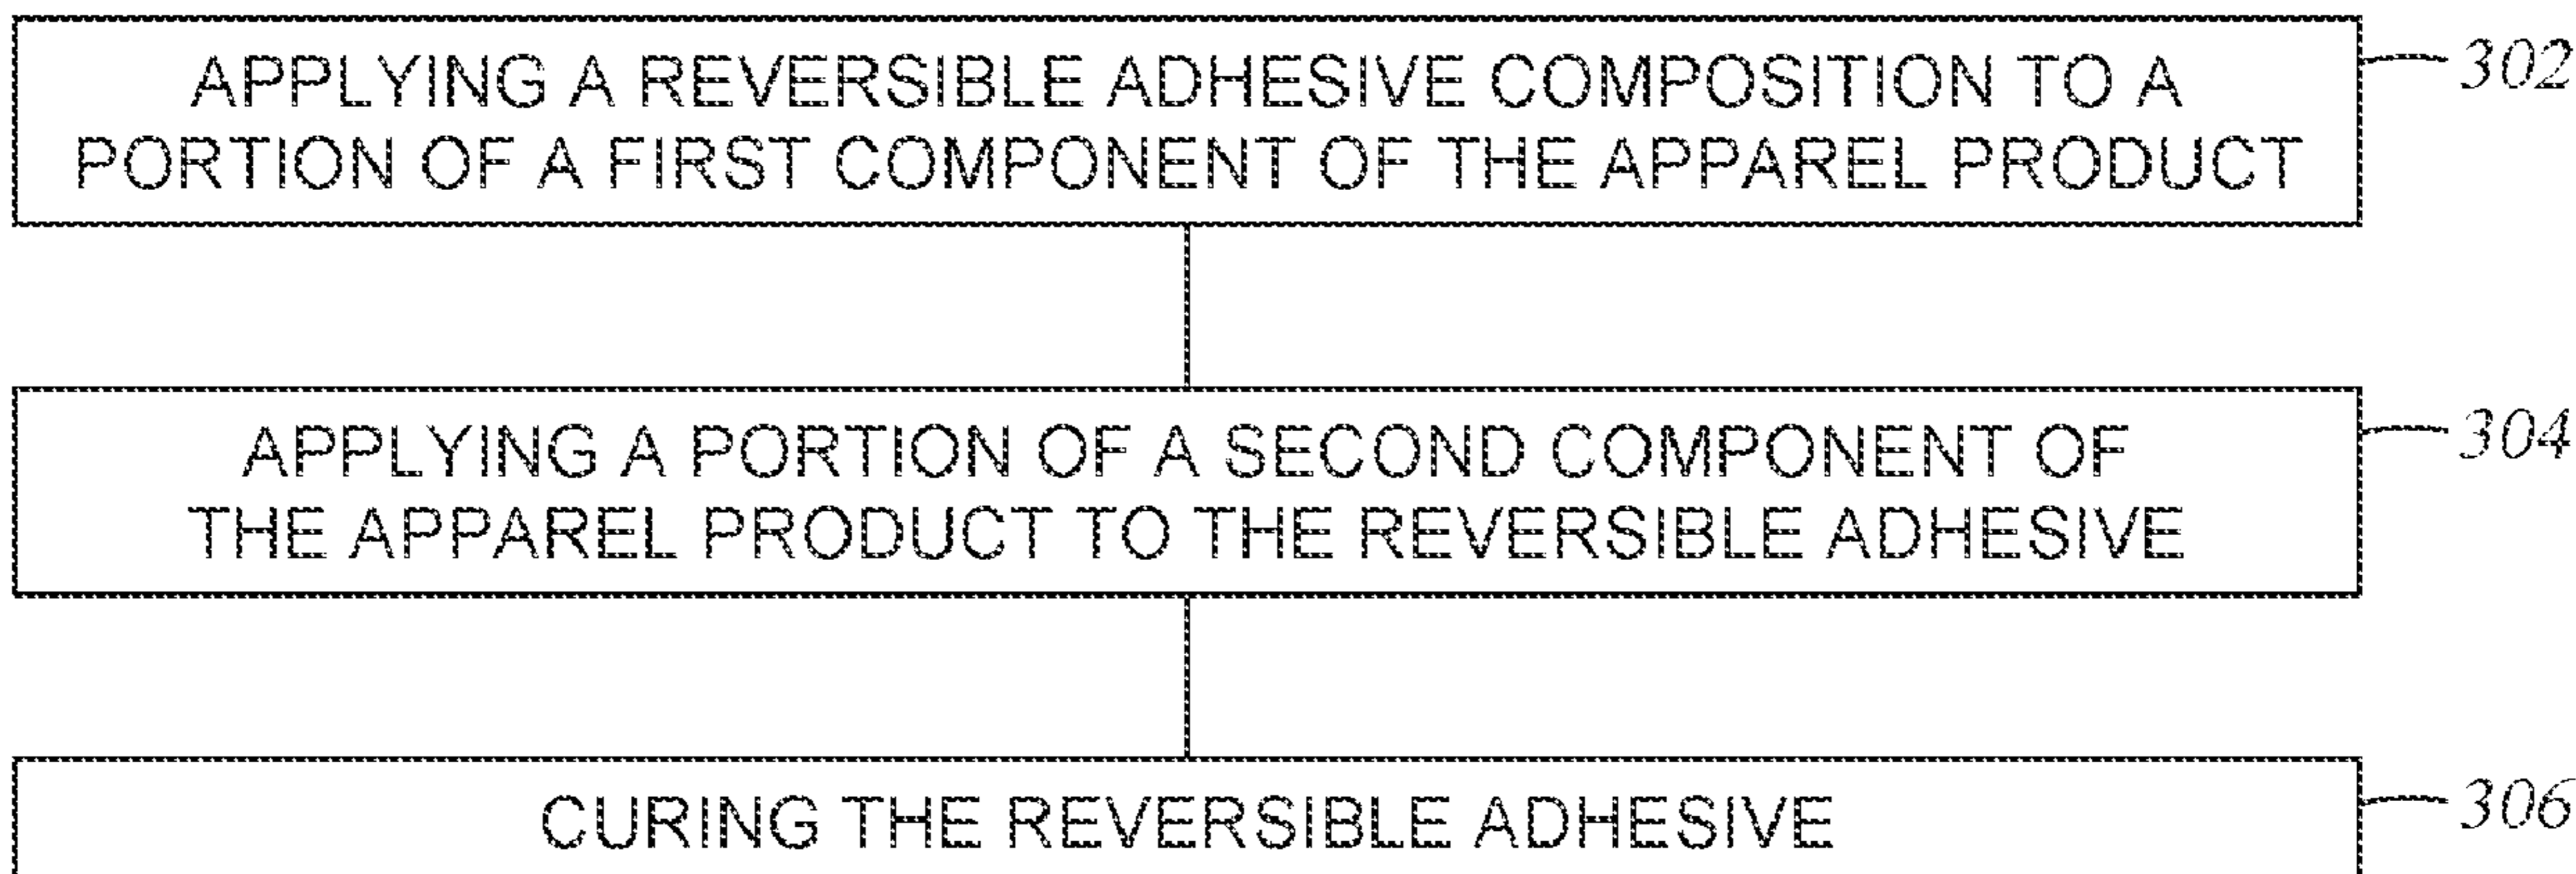 APPLYING A REVERSIBLE ADHESIVE COMPOSITION TO A
PORTION OF A FIRST COMPONENT OF THE APPAREL PRODUCT
302
APPLYING A PORTION OF A SECOND COMPONENT OF
THE APPAREL PRODUCT TO THE REVERSIBLE ADHESIVE
304
CURING THE REVERSIBLE ADHESIVE
306